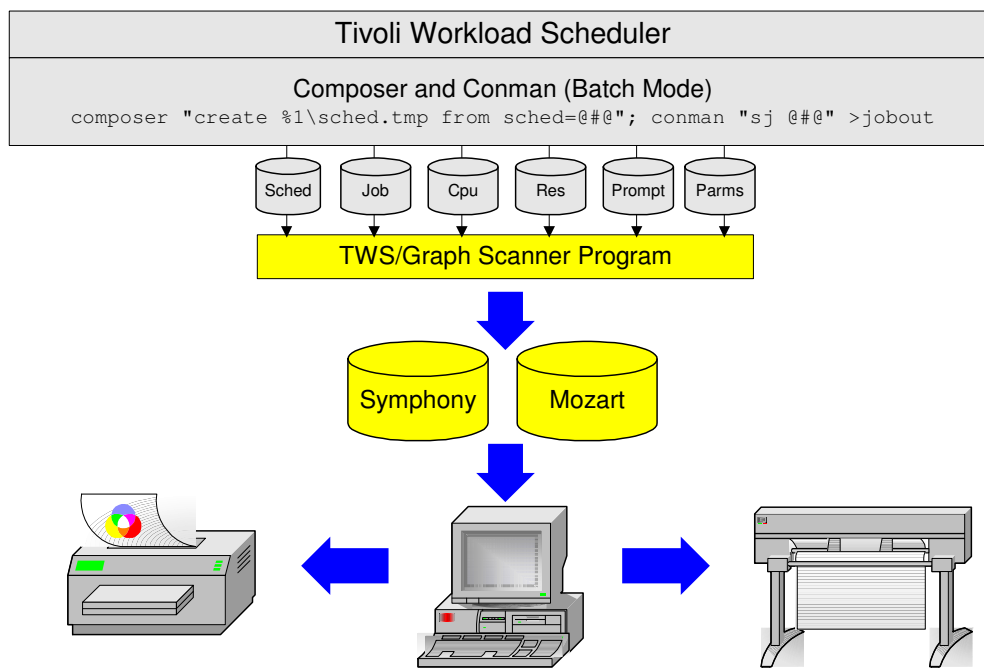 Tivoli Workload Scheduler
Composer and Conman (Batch Mode)
composer "create %1\sched.tmp from sched=@#@"; conman "sj @#@" >jobout
Sched Job Cpu Res Prompt Parms
TWS/Graph Scanner Program
Symphony Mozart